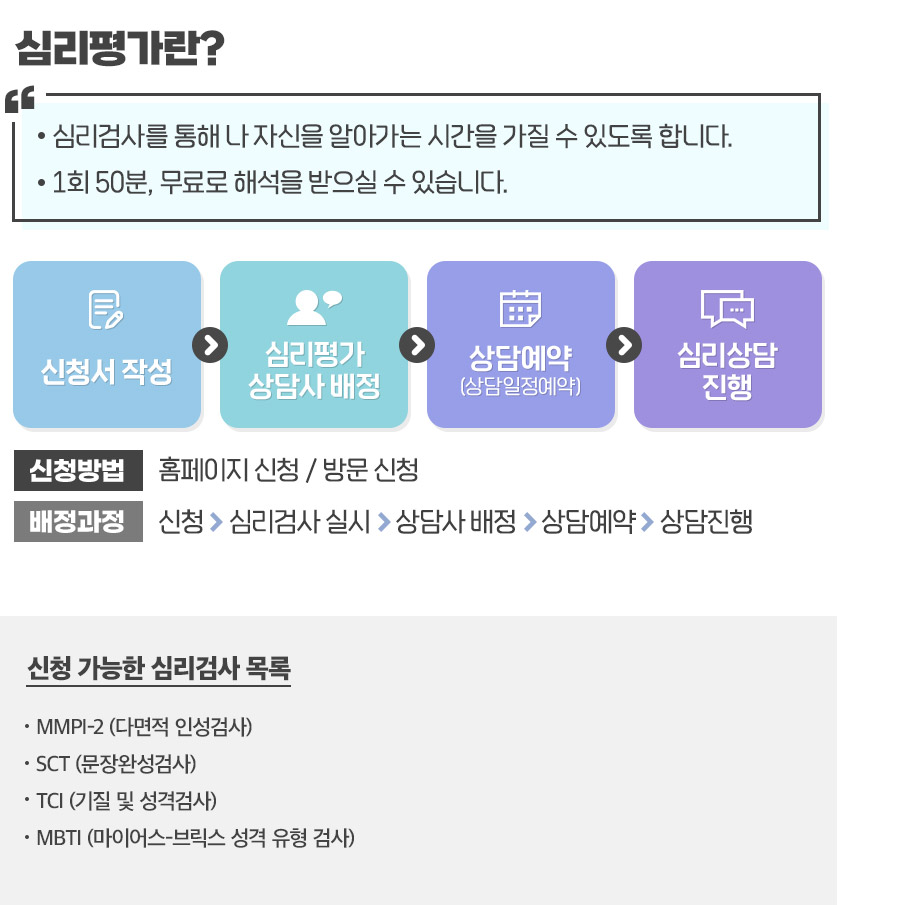 심리평가란?
• 심리검사를 통해 나 자신을 알아가는 시간을 가질 수 있도록 합니다.
• 1회 50분, 무료로 해석을 받으실 수 있습니다.
신청서 작성
심리평가
상담사 배정
상담예약
(상담일정예약)
심리상담
진행
신청방법 홈페이지 신청 / 방문 신청
배정과정 신청 > 심리검사 실시 > 상담사 배정 > 상담예약 > 상담진행
신청 가능한 심리검사 목록
· MMPI-2 (다면적 인성검사)
· SCT (문장완성검사)
· TCI (기질 및 성격검사)
· MBTI (마이어스-브릭스 성격 유형 검사)